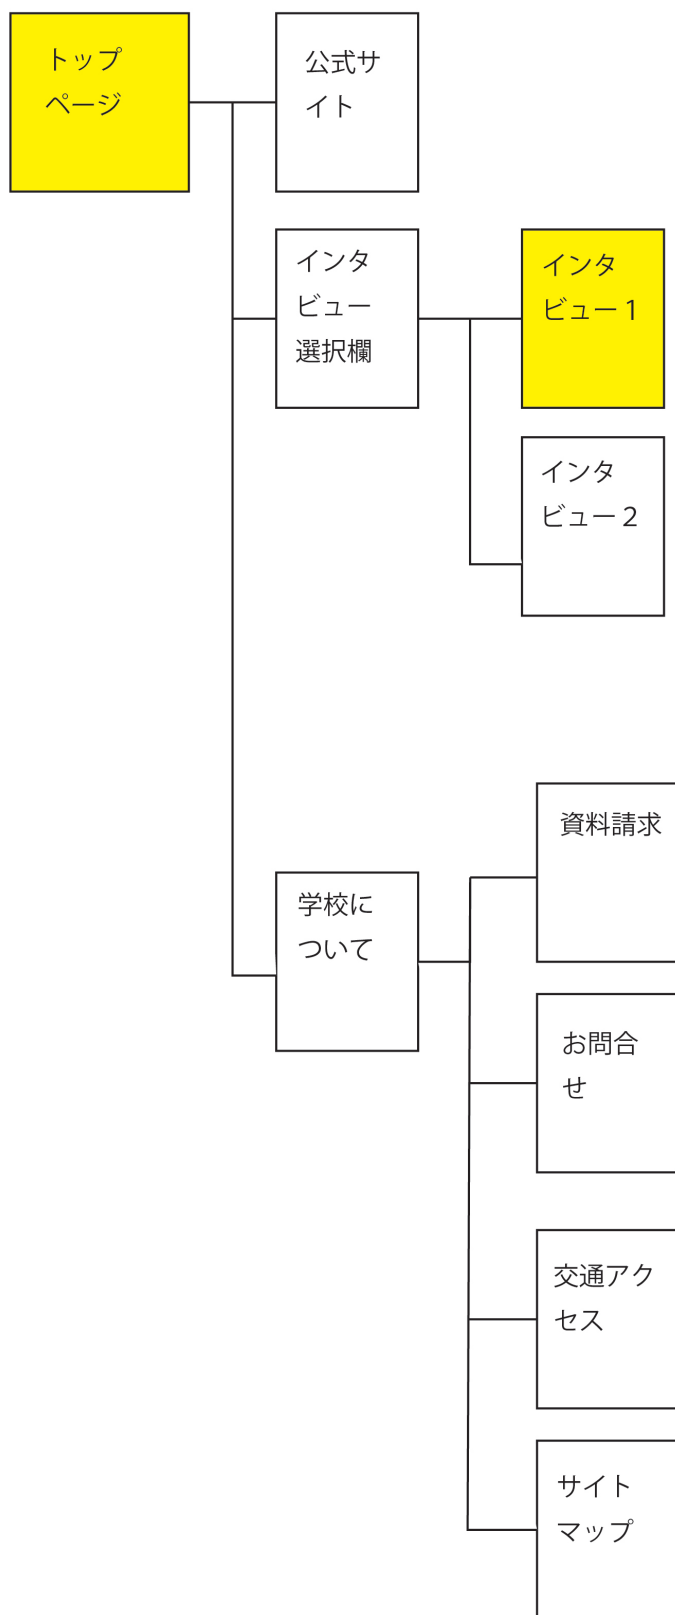 トップ
ページ
公式サ
イト
インタ
ビュー
選択欄
インタ
ビュー 1
インタ
ビュー 2
学校に
ついて
資料請求
お問合
せ
交通アク
セス
サイト
マップ